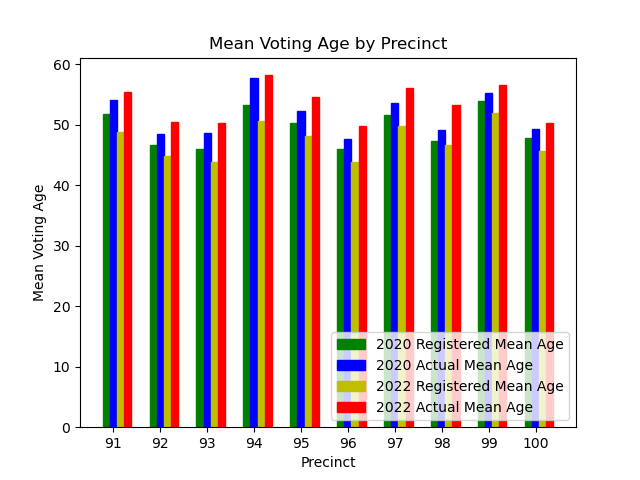 Mean Voting Age by Precinct
60
50
40
30
20
10
0
Mean Voting Age
2020 Registered Mean Age
2020 Actual Mean Age
2022 Registered Mean Age
2022 Actual Mean Age
91 92 93 94 95 96 97 98 99 100
Precinct